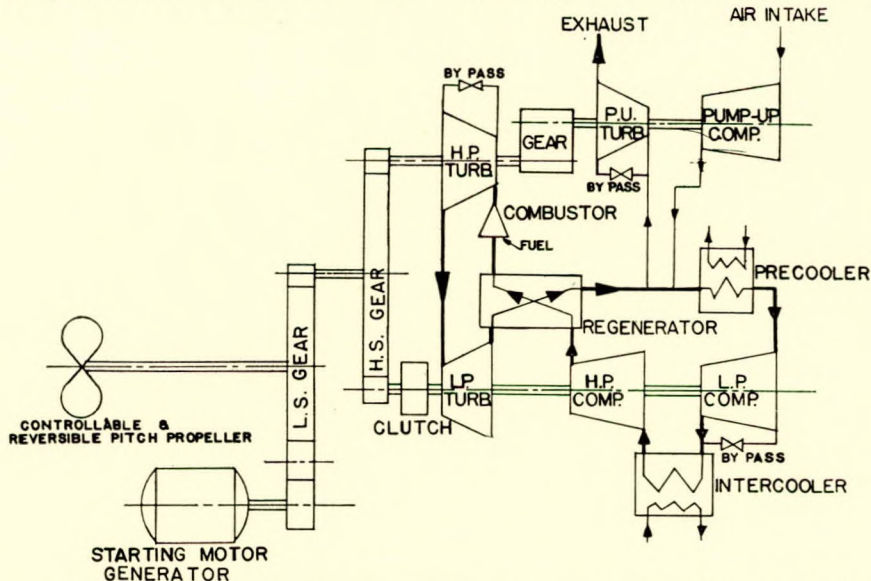 EXHAUST
AIR INTAKE
BY PASS
P.U.
TURB.
PUMP-UP
COMP.
GEAR
H.P.
TURB.
BY PASS
COMBUSTOR
FUEL
PRECOOLER
REGENERATOR
H.S. GEAR
L.S. GEAR
L.P.
TURB.
H.P.
COMP.
L.P.
COMP.
CLUTCH
CONTROLLABLE &
REVERSIBLE PITCH PROPELLER
BY PASS
INTERCOOLER
STARTING MOTOR
GENERATOR